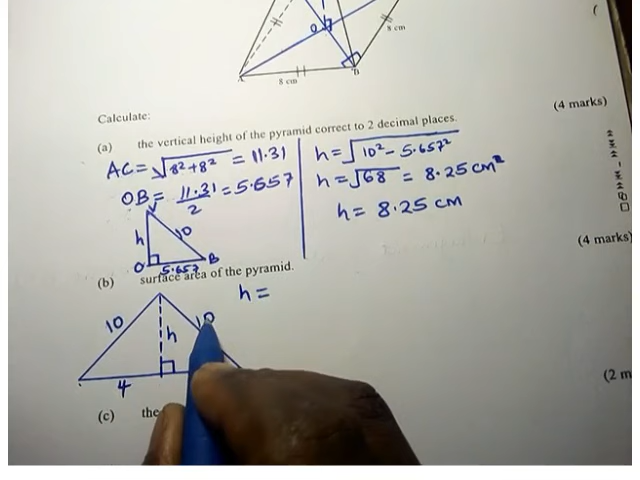 O
8 cm
A
8 cm
B
Calculate:
(4 marks)
(a) the vertical height of the pyramid correct to 2 decimal places.
AC = √8²+8² = 11.31
OB = 11.31/2 = 5.657
V
h
10
O
5.657
B
h = √10² - 5.657²
h = √68 = 8.25 cm²
h = 8.25 cm
(4 marks)
(b) surface area of the pyramid.
h =
10
h
10
4
(2 m
(c) the